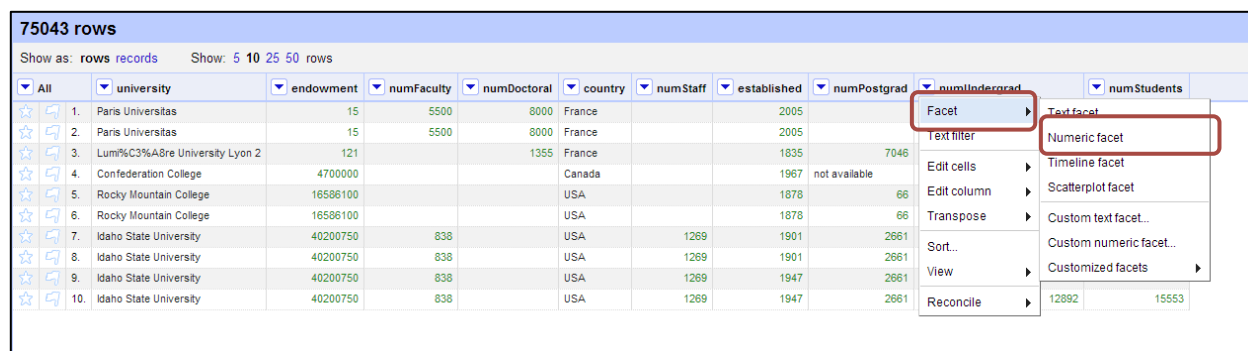 75043 rows
Show as: rows records Show: 5 10 25 50 rows
All university endowment numFaculty numDoctoral country numStaff established numPostgrad numUndergrad numStudents
1. Paris Universitas 15 5500 8000 France 2005
2. Paris Universitas 15 5500 8000 France 2005
3. Lumi%C3%A8re University Lyon 2 121 1355 France 1835 7046
4. Confederation College 4700000 Canada 1967 not available
5. Rocky Mountain College 16586100 USA 1878 66
6. Rocky Mountain College 16586100 USA 1878 66
7. Idaho State University 40200750 838 USA 1269 1901 2661
8. Idaho State University 40200750 838 USA 1269 1901 2661
9. Idaho State University 40200750 838 USA 1269 1947 2661
10. Idaho State University 40200750 838 USA 1269 1947 2661 12892 15553
Facet
Text filter
Edit cells
Edit column
Transpose
Sort...
View
Reconcile
Text facet
Numeric facet
Timeline facet
Scatterplot facet
Custom text facet...
Custom numeric facet...
Customized facets